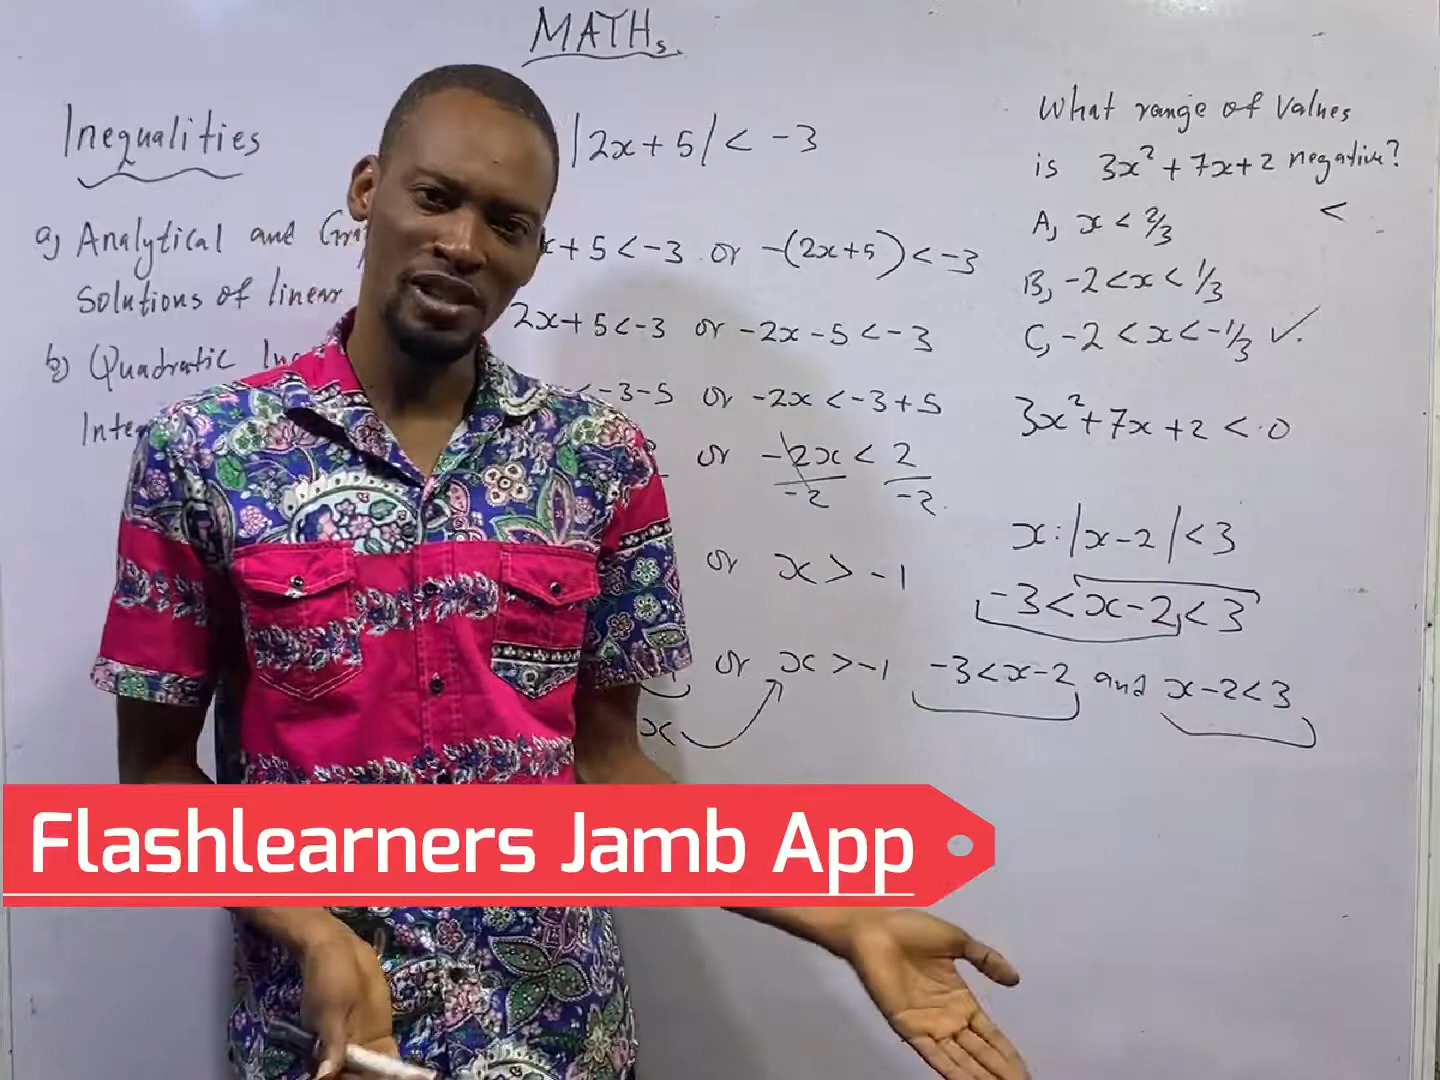 MATHs
Inequalities
a, Analytical and
Solutions of linear
b) Quadratic
|2x+5|< -3
x+5<-3 or -(2x+5)<-3
2x+5<-3 or -2x-5<-3
<-3-5 or -2x<-3+5
or -2x < 2
-2 -2
or x > -1
or x >-1
x
What range of Values
is 3x²+7x+2 negative?
<
A, x < 2/3
B, -2<x<1/3
C, -2<x<-1/3 ✓.
3x²+7x+2<0
x:|x-2|<3
-3<x-2<3
-3<x-2 and x-2<3
Flashlearners Jamb App